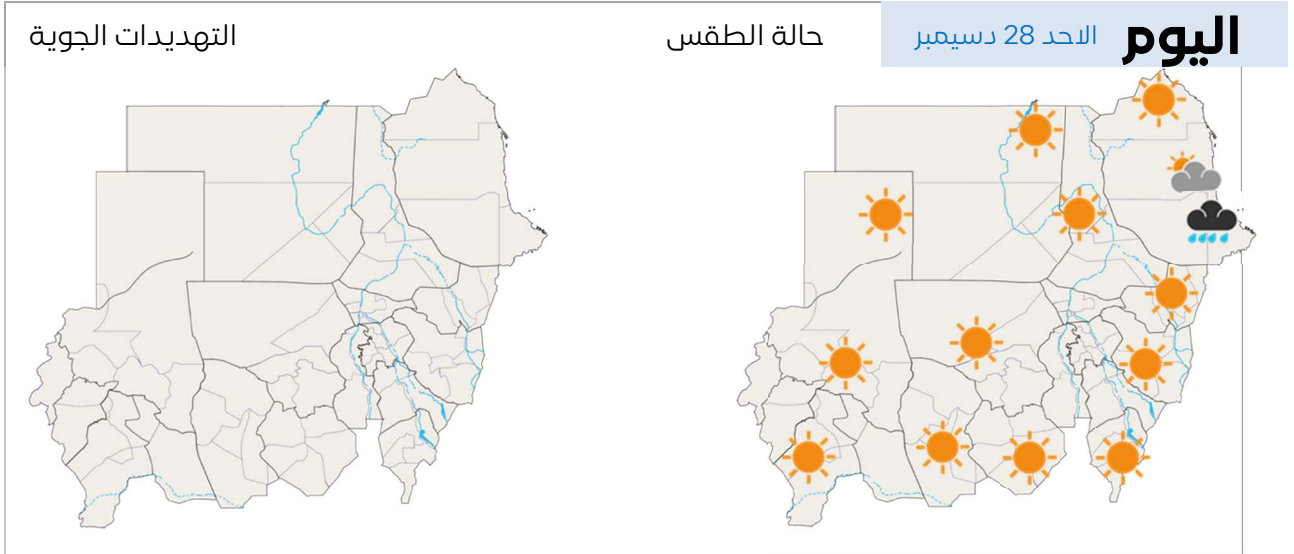 اليوم الاحد 28 دسيمبر
حالة الطقس
التهديدات الجوية